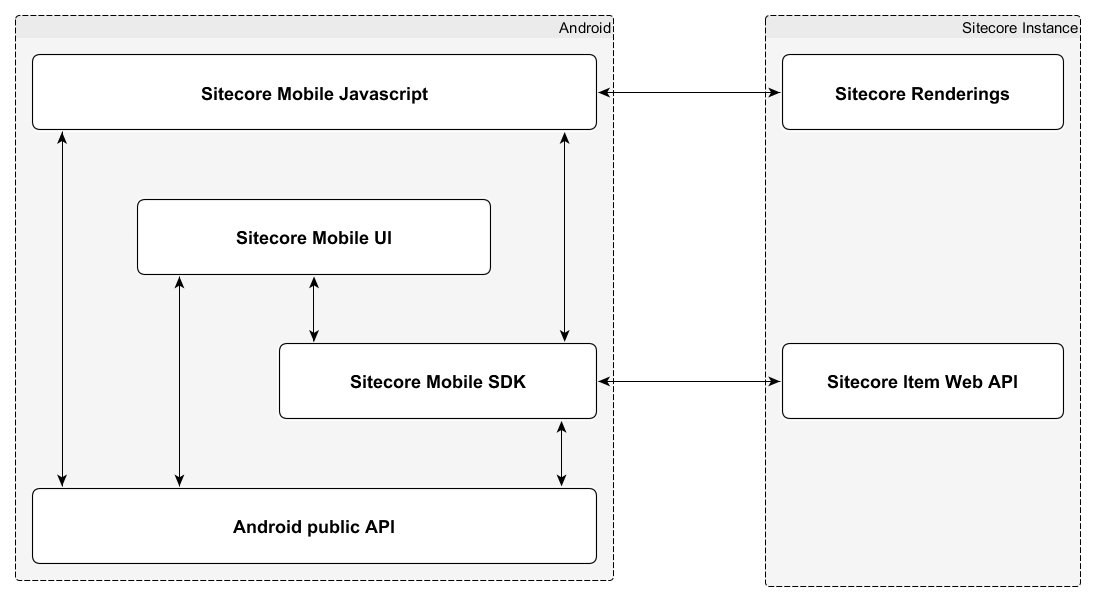 Android
Sitecore Instance
Sitecore Mobile Javascript
Sitecore Renderings
Sitecore Mobile UI
Sitecore Mobile SDK
Sitecore Item Web API
Android public API